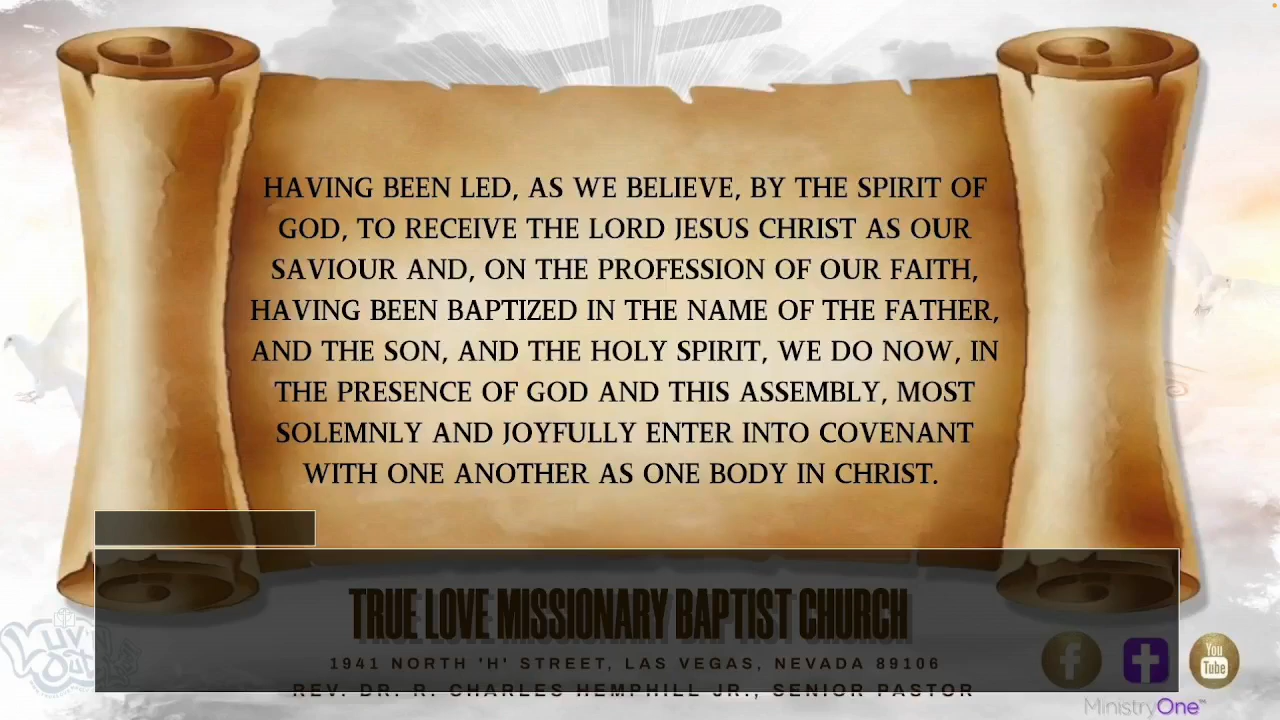 HAVING BEEN LED, AS WE BELIEVE, BY THE SPIRIT OF
GOD, TO RECEIVE THE LORD JESUS CHRIST AS OUR
SAVIOUR AND, ON THE PROFESSION OF OUR FAITH,
HAVING BEEN BAPTIZED IN THE NAME OF THE FATHER,
AND THE SON, AND THE HOLY SPIRIT, WE DO NOW, IN
THE PRESENCE OF GOD AND THIS ASSEMBLY, MOST
SOLEMNLY AND JOYFULLY ENTER INTO COVENANT
WITH ONE ANOTHER AS ONE BODY IN CHRIST.
TRUE LOVE MISSIONARY BAPTIST CHURCH
1941 NORTH 'H' STREET, LAS VEGAS, NEVADA 89106
REV. DR. R. CHARLES HEMPHILL JR., SENIOR PASTOR
You
Tube
MinistryOne™